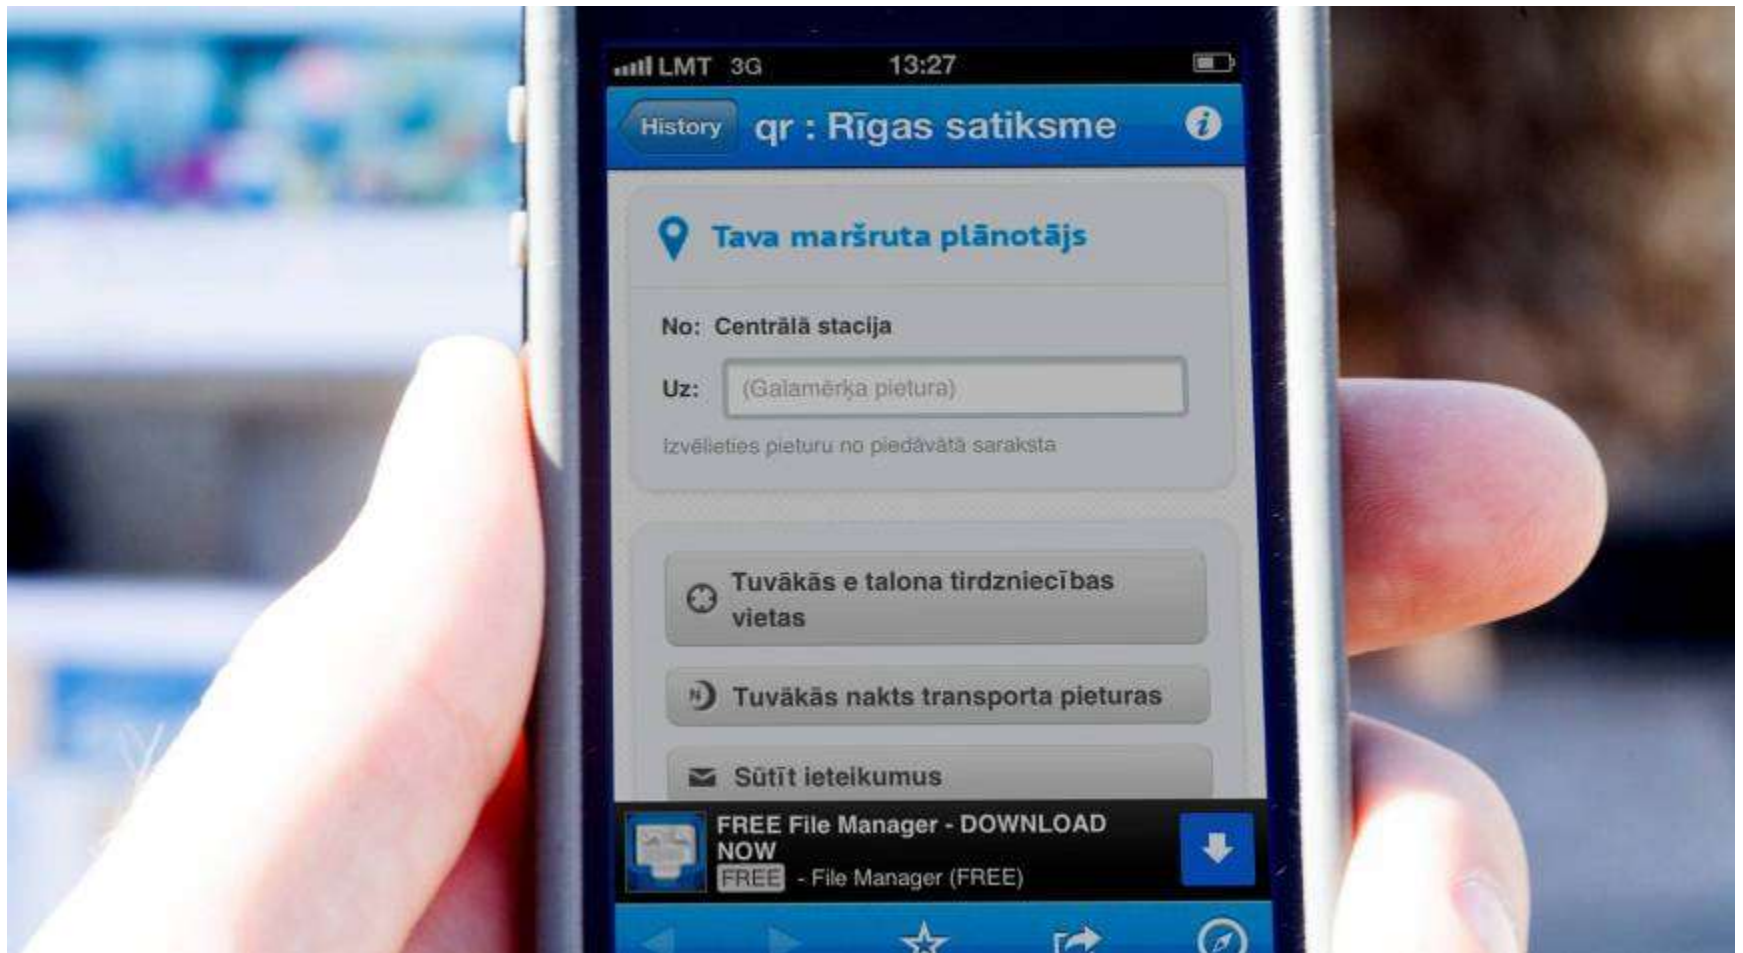 LMT 3G 13:27
History qr : Rīgas satiksme i
Tava maršruta plānotājs
No: Centrālā stacija
Uz: (Galamērķa pietura)
Izvēlieties pieturu no piedāvātā saraksta
Tuvākās e talona tirdzniecības
vietas
N Tuvākās nakts transporta pieturas
Sūtīt ieteikumus
FREE File Manager - DOWNLOAD
NOW
FREE - File Manager (FREE)